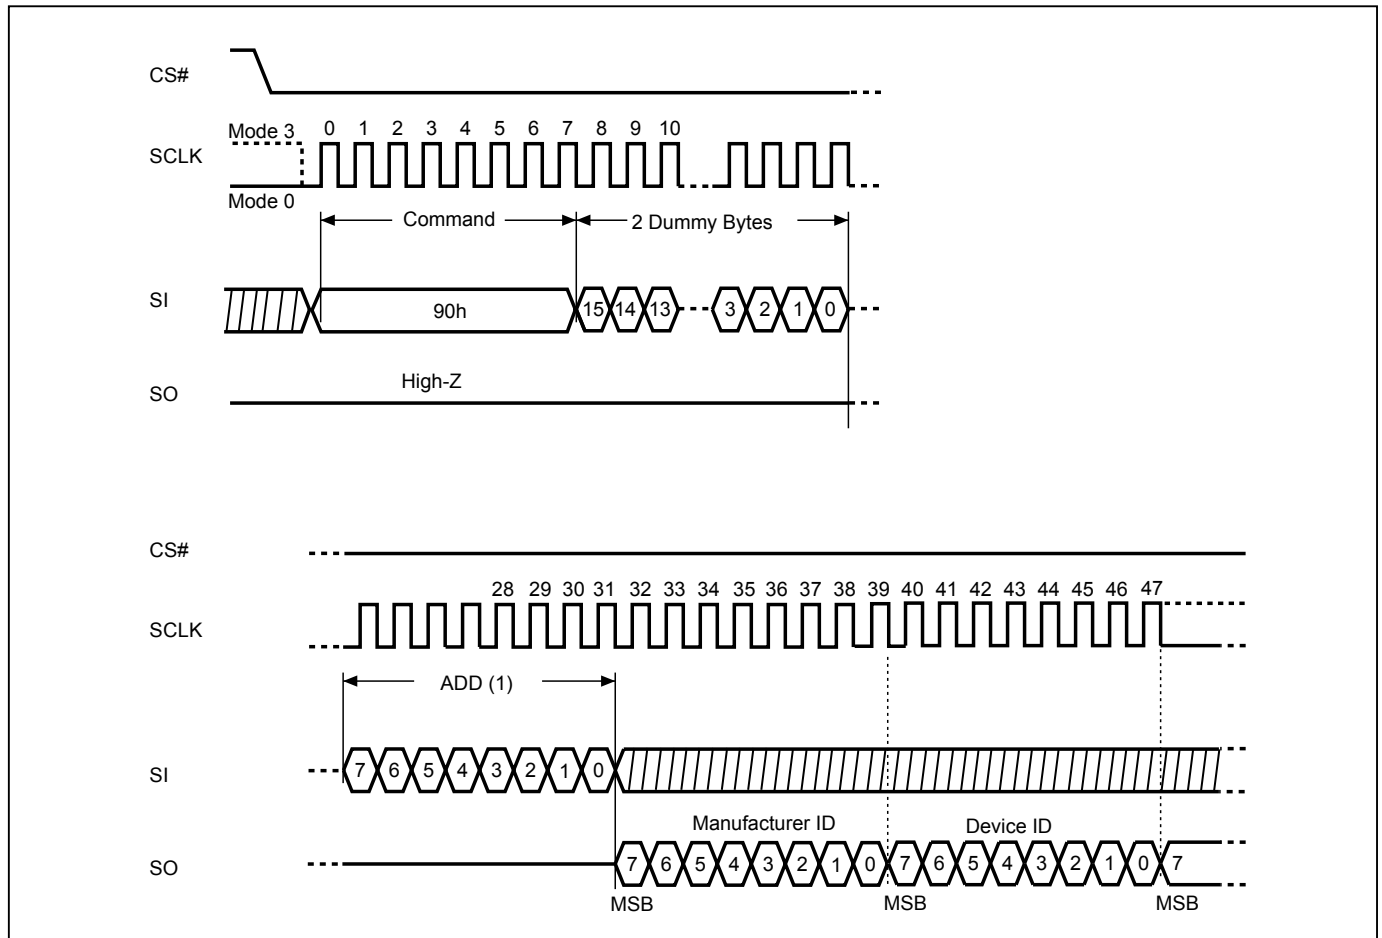 CS#
Mode 3 0 1 2 3 4 5 6 7 8 9 10
SCLK
Mode 0
Command 2 Dummy Bytes
SI 90h 15 14 13 3 2 1 0
High-Z
SO
CS#
28 29 30 31 32 33 34 35 36 37 38 39 40 41 42 43 44 45 46 47
SCLK
ADD (1)
SI 7 6 5 4 3 2 1 0
Manufacturer ID Device ID
SO 7 6 5 4 3 2 1 0 7 6 5 4 3 2 1 0 7
MSB MSB MSB